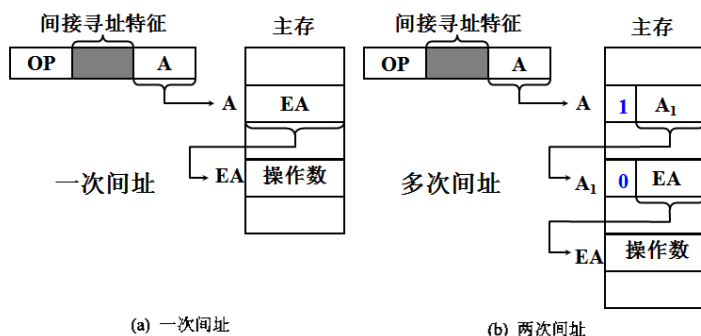 间接寻址特征
主存
OP
A
A
EA
EA
操作数
一次间址
(a) 一次间址
间接寻址特征
主存
OP
A
A
1
A₁
A₁
0
EA
EA
操作数
多次间址
(b) 两次间址